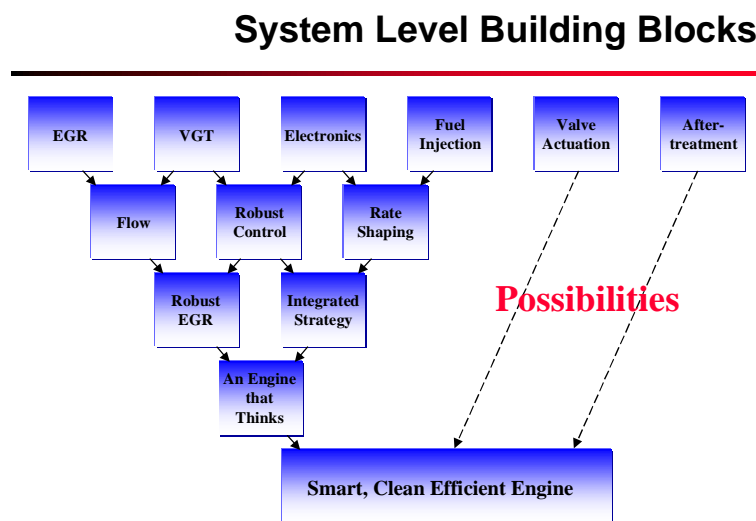 System Level Building Blocks
EGR
VGT
Electronics
Fuel
Injection
Valve
Actuation
After-
treatment
Flow
Robust
Control
Rate
Shaping
Robust
EGR
Integrated
Strategy
Possibilities
An Engine
that
Thinks
Smart, Clean Efficient Engine